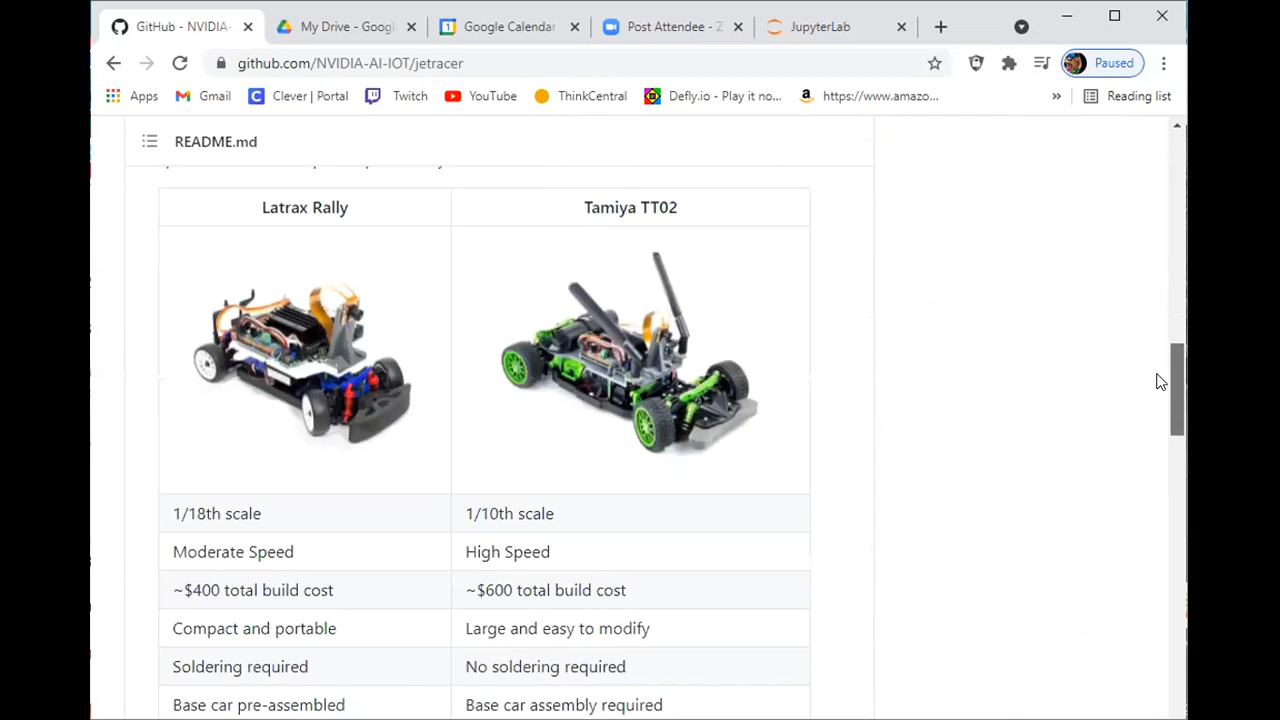 GitHub - NVIDIA- My Drive - Googl Google Calendar Post Attendee - Z JupyterLab
github.com/NVIDIA-AI-IOT/jetracer Paused
Apps Gmail Clever | Portal Twitch YouTube ThinkCentral Defly.io - Play it no... https://www.amazo... » Reading list
README.md
Latrax Rally Tamiya TT02
1/18th scale 1/10th scale
Moderate Speed High Speed
~$400 total build cost ~$600 total build cost
Compact and portable Large and easy to modify
Soldering required No soldering required
Base car pre-assembled Base car assembly required